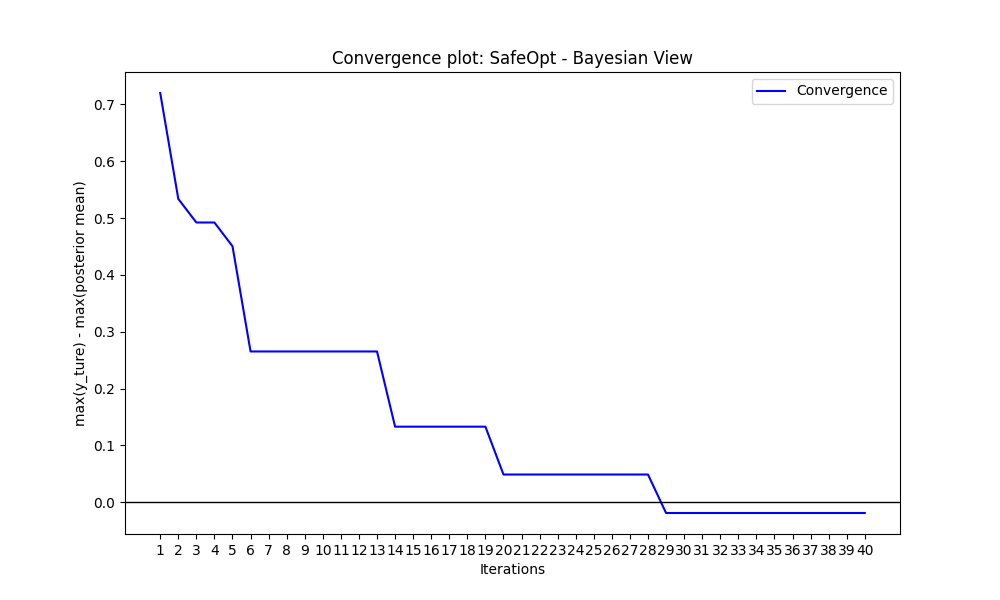 Convergence plot: SafeOpt - Bayesian View
Convergence
max(y_ture) - max(posterior mean)
0.7
0.6
0.5
0.4
0.3
0.2
0.1
0.0
1 2 3 4 5 6 7 8 9 10 11 12 13 14 15 16 17 18 19 20 21 22 23 24 25 26 27 28 29 30 31 32 33 34 35 36 37 38 39 40
Iterations